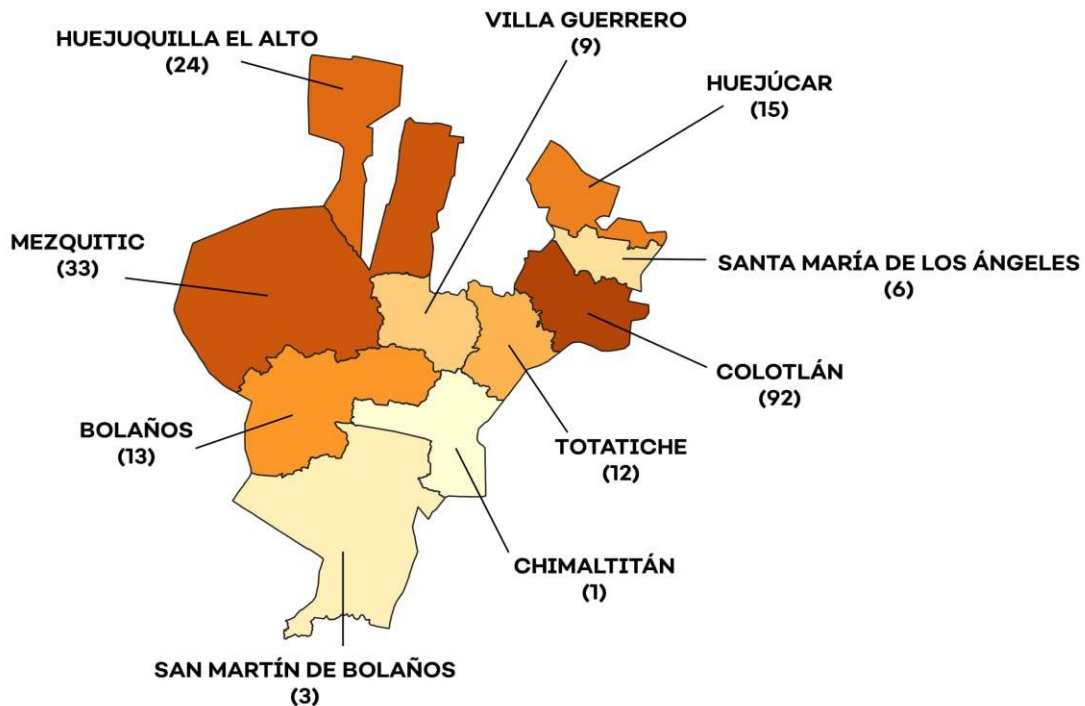 VILLA GUERRERO
(9)
HUEJUQUILLA EL ALTO
(24)
HUEJÚCAR
(15)
MEZQUITIC
(33)
SANTA MARÍA DE LOS ÁNGELES
(6)
COLOTLÁN
(92)
BOLAÑOS
(13)
TOTATICHE
(12)
CHIMALTITÁN
(1)
SAN MARTÍN DE BOLAÑOS
(3)